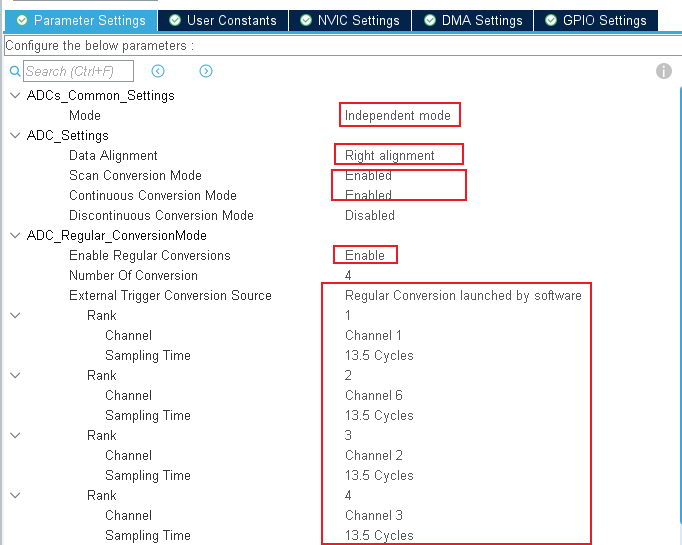 Parameter Settings User Constants NVIC Settings DMA Settings GPIO Settings
Configure the below parameters :
Search (Ctrl+F)
ADCs_Common_Settings
Mode Independent mode
ADC_Settings
Data Alignment Right alignment
Scan Conversion Mode Enabled
Continuous Conversion Mode Enabled
Discontinuous Conversion Mode Disabled
ADC_Regular_ConversionMode
Enable Regular Conversions Enable
Number Of Conversion 4
External Trigger Conversion Source Regular Conversion launched by software
Rank 1
Channel Channel 1
Sampling Time 13.5 Cycles
Rank 2
Channel Channel 6
Sampling Time 13.5 Cycles
Rank 3
Channel Channel 2
Sampling Time 13.5 Cycles
Rank 4
Channel Channel 3
Sampling Time 13.5 Cycles